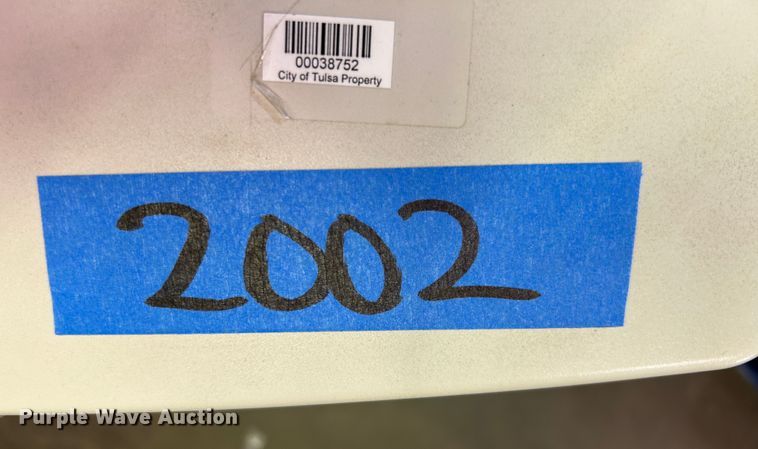 00038752
City of Tulsa Property
2002
Purple Wave Auction